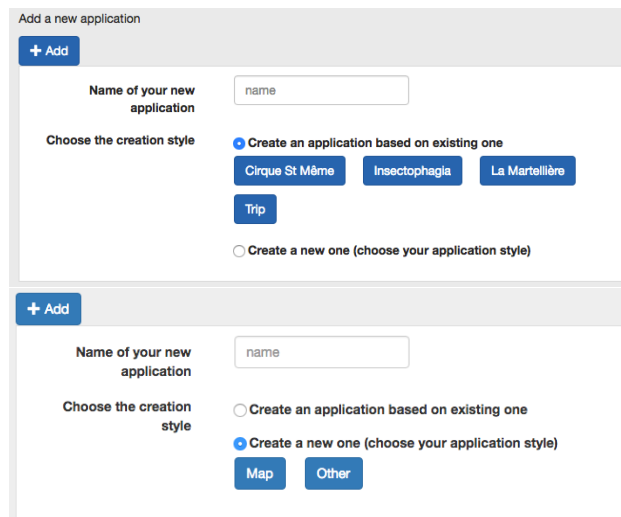 Add a new application
+ Add
Name of your new
application
name
Choose the creation style
Create an application based on existing one
Cirque St Même
Insectophagia
La Martellière
Trip
Create a new one (choose your application style)
+ Add
Name of your new
application
name
Choose the creation
style
Create an application based on existing one
Create a new one (choose your application style)
Map
Other